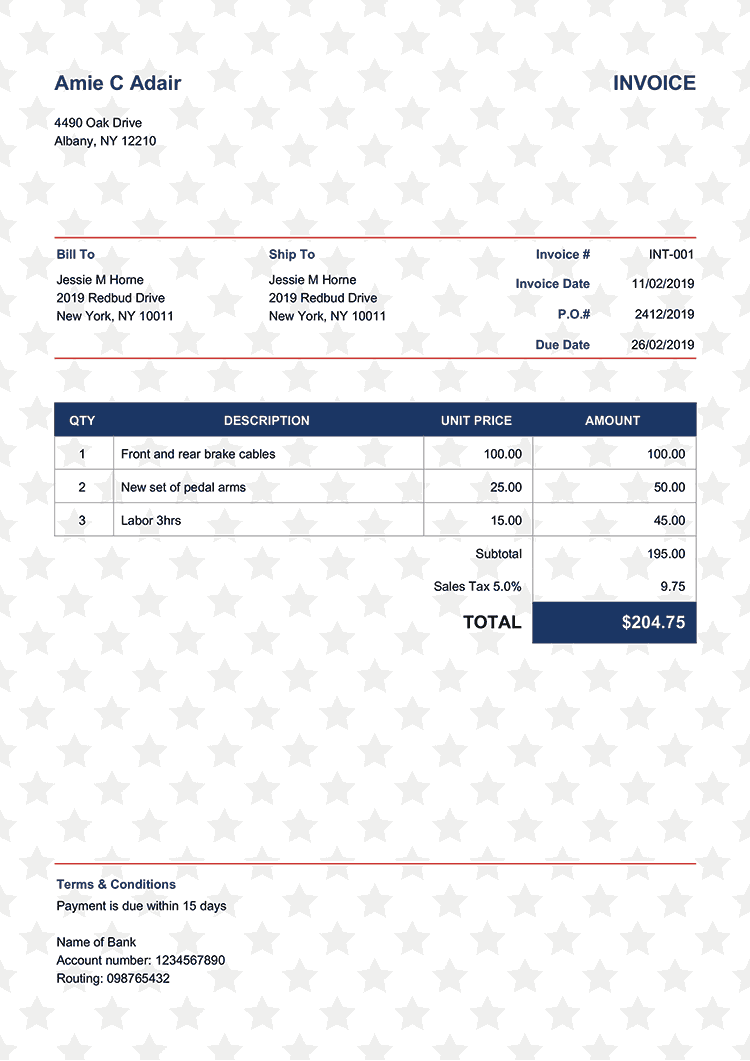 Amie C Adair
INVOICE
4490 Oak Drive
Albany, NY 12210
Bill To
Jessie M Horne
2019 Redbud Drive
New York, NY 10011
Ship To
Jessie M Horne
2019 Redbud Drive
New York, NY 10011
Invoice # INT-001
Invoice Date 11/02/2019
P.O.# 2412/2019
Due Date 26/02/2019
QTY DESCRIPTION UNIT PRICE AMOUNT
1 Front and rear brake cables 100.00 100.00
2 New set of pedal arms 25.00 50.00
3 Labor 3hrs 15.00 45.00
Subtotal 195.00
Sales Tax 5.0% 9.75
TOTAL $204.75
Terms & Conditions
Payment is due within 15 days
Name of Bank
Account number: 1234567890
Routing: 098765432